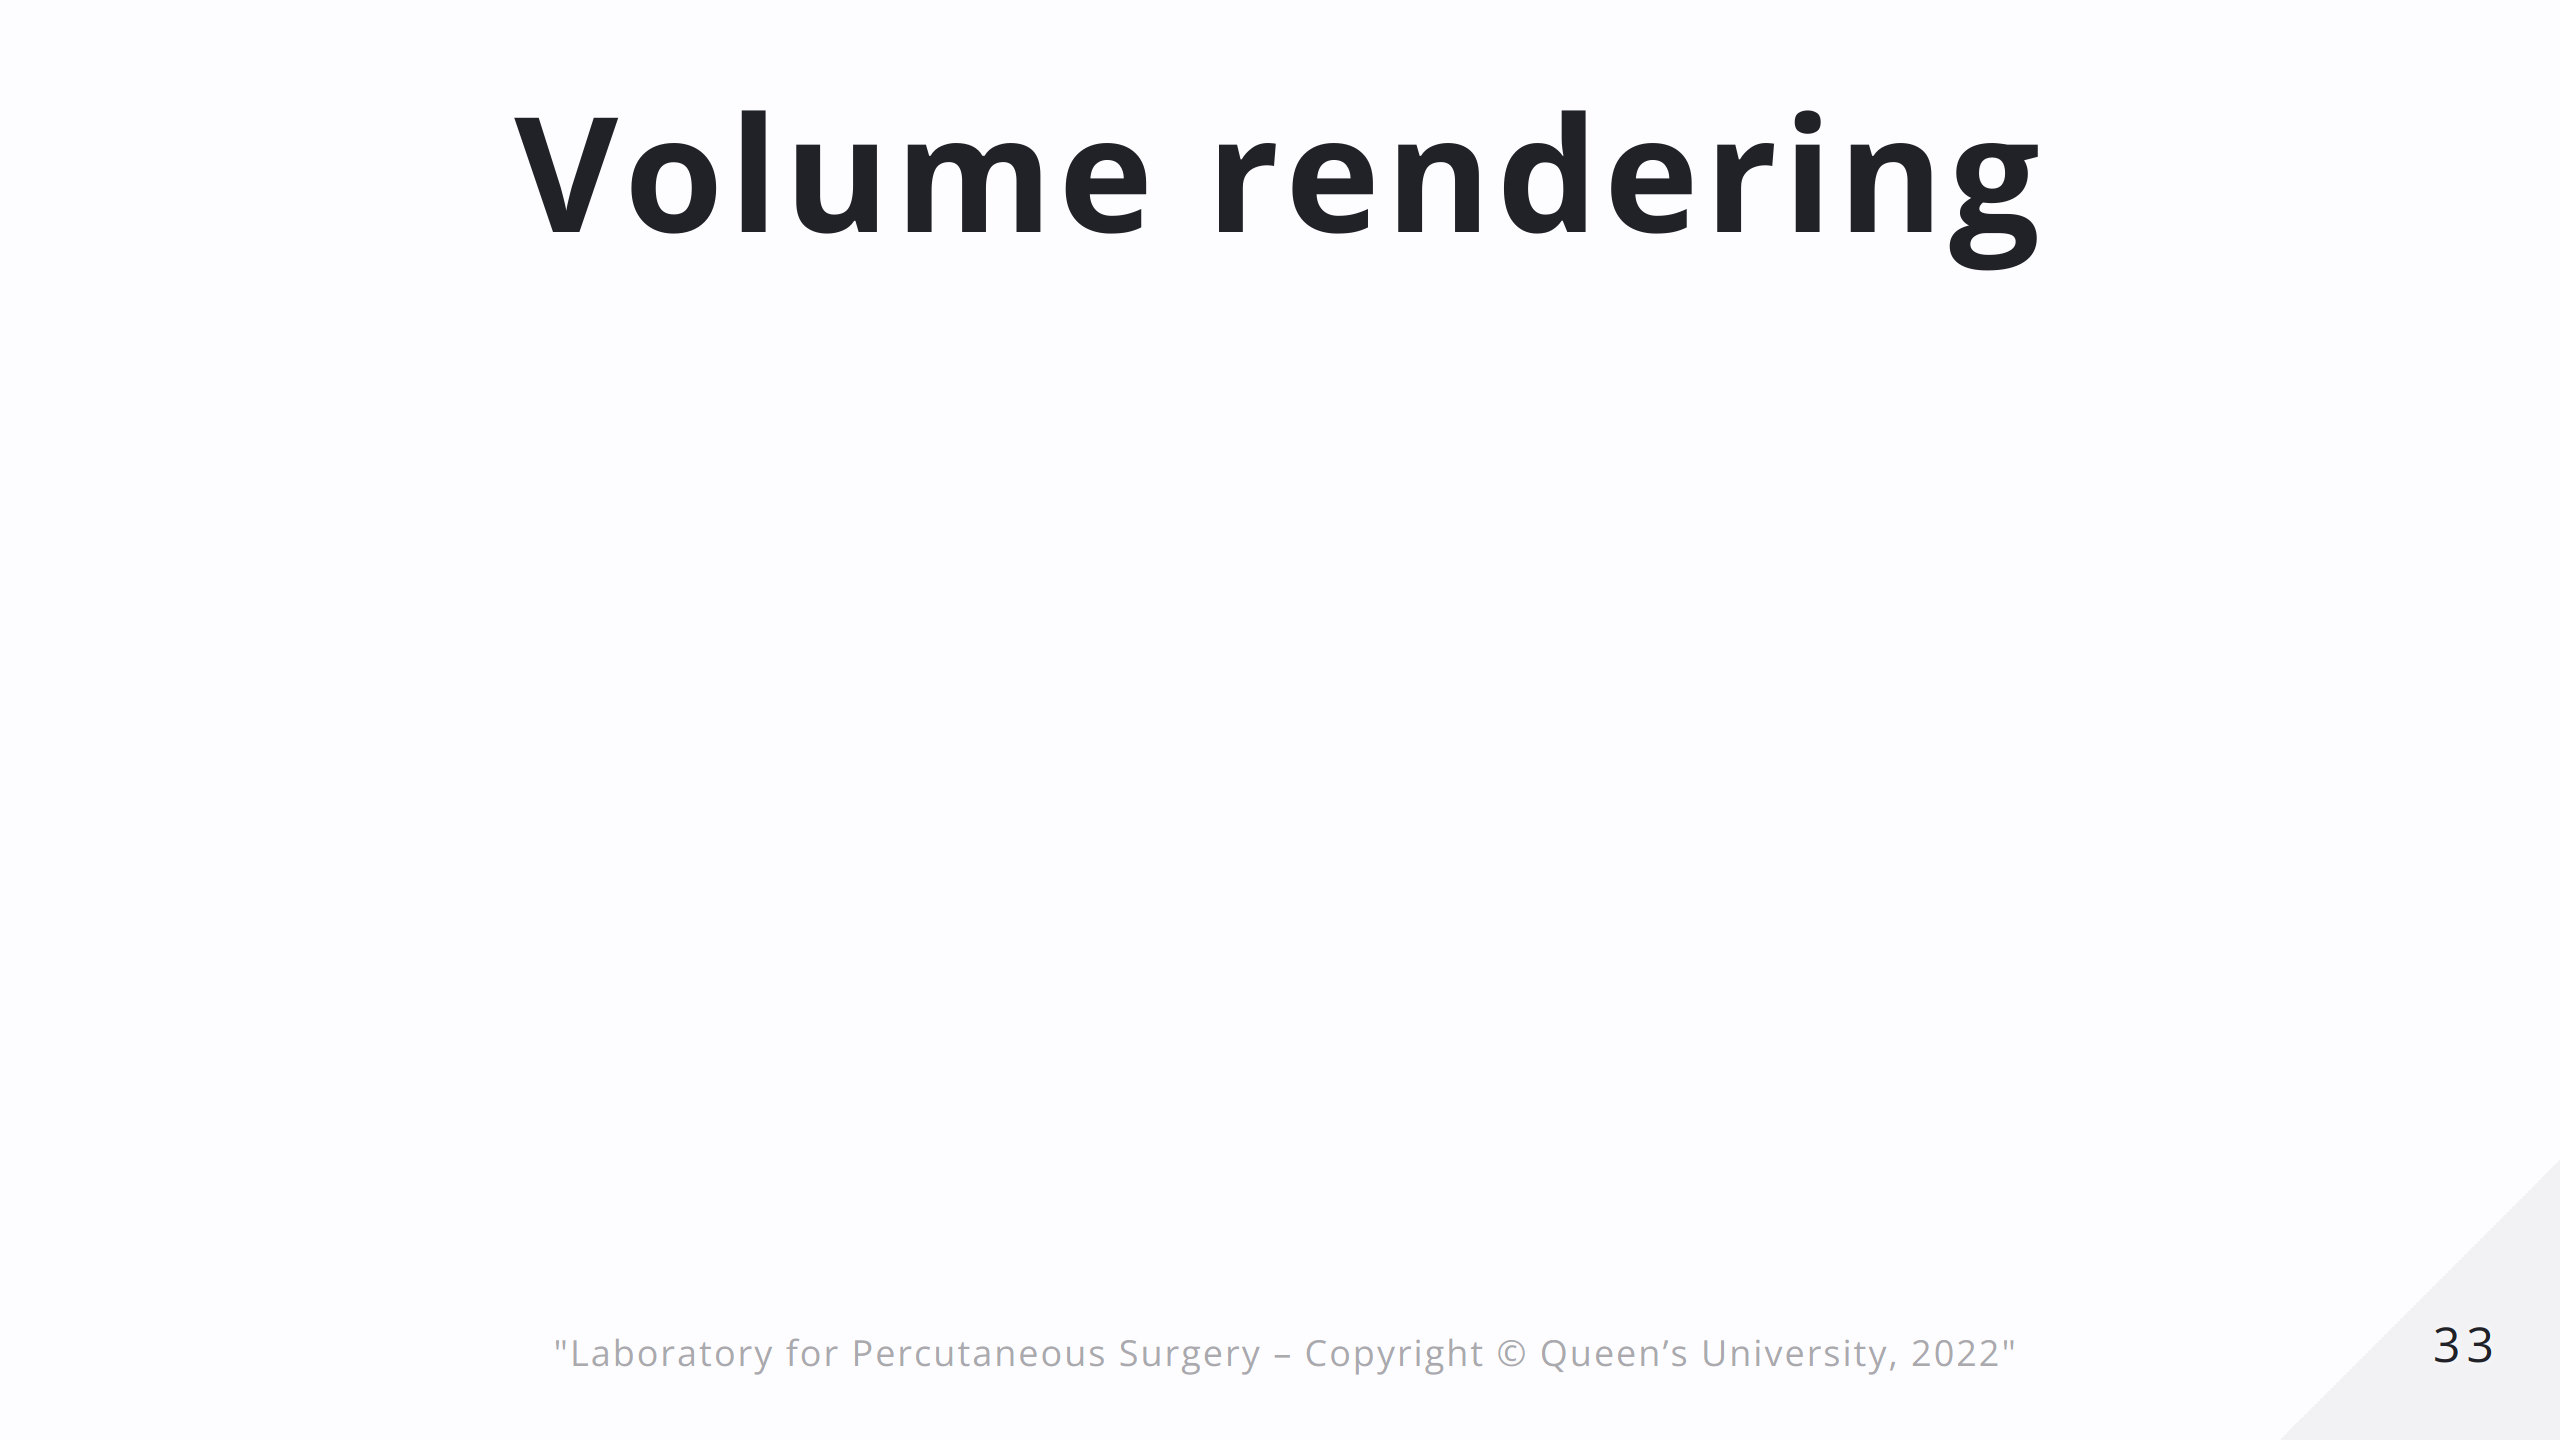 Volume rendering
"Laboratory for Percutaneous Surgery – Copyright © Queen’s University, 2022"
33